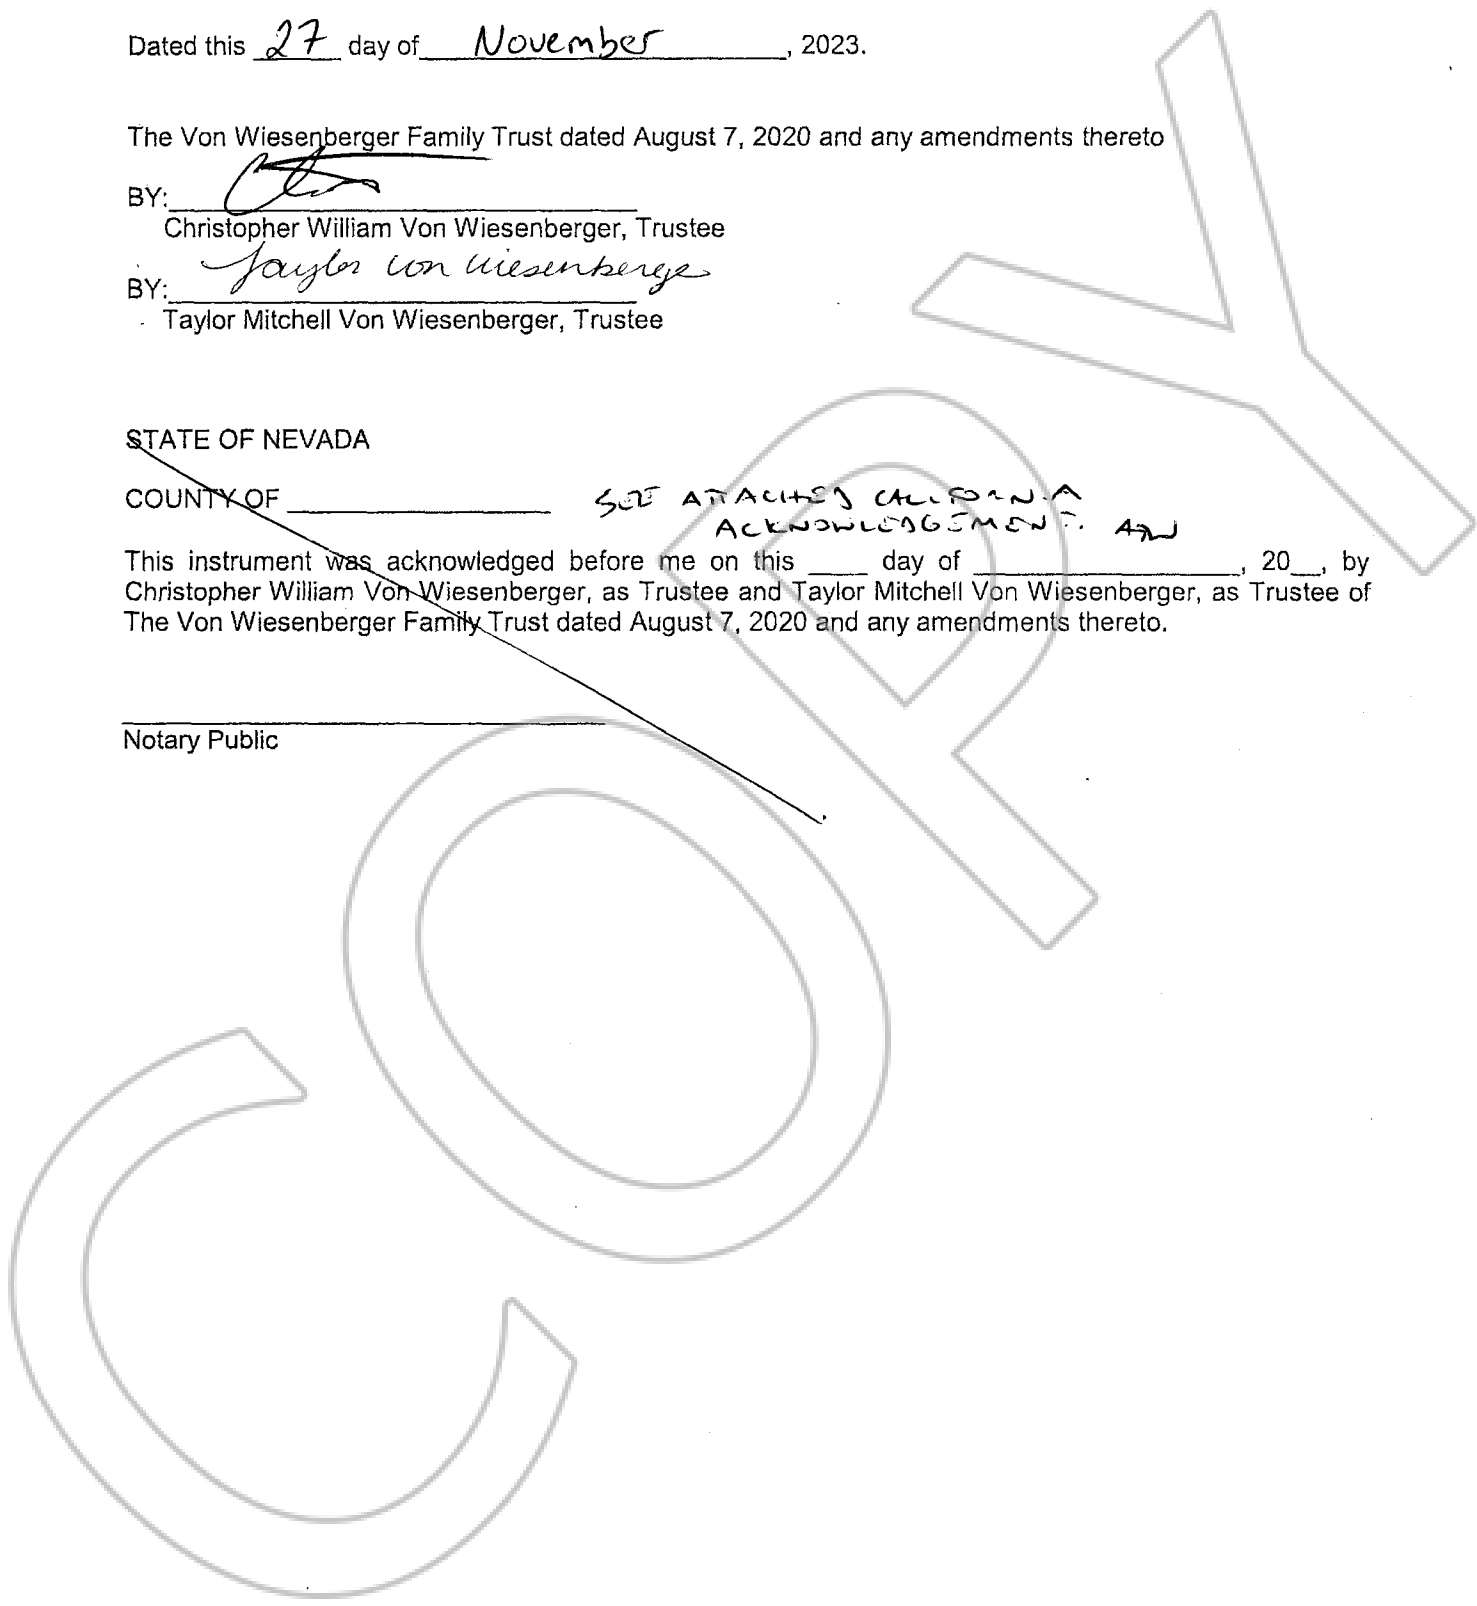 Dated this 27 day of November, 2023.
The Von Wiesenberger Family Trust dated August 7, 2020 and any amendments thereto
BY:
Christopher William Von Wiesenberger, Trustee
BY: Taylor Von Wiesenberger
Taylor Mitchell Von Wiesenberger, Trustee
STATE OF NEVADA
COUNTY OF ____________ SEE ATTACHED CALIFORNIA
ACKNOWLEDGEMENT.
This instrument was acknowledged before me on this ____ day of ____________, 20__, by
Christopher William Von Wiesenberger, as Trustee and Taylor Mitchell Von Wiesenberger, as Trustee of
The Von Wiesenberger Family Trust dated August 7, 2020 and any amendments thereto.
Notary Public
COPY